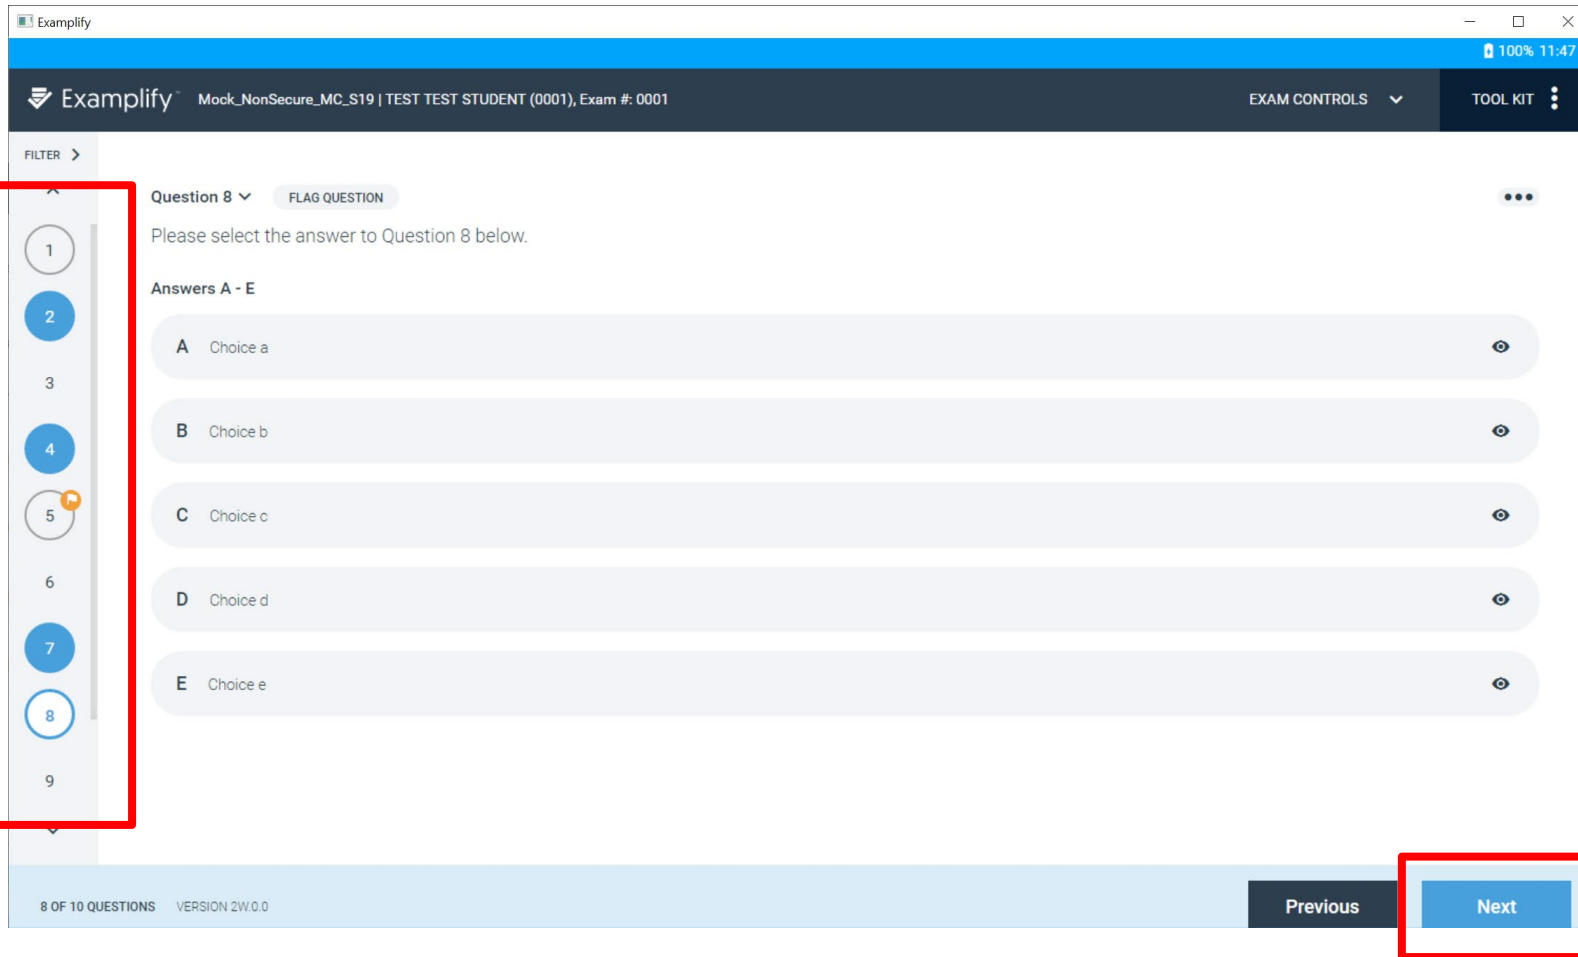 Examplify
100% 11:47
Examplify Mock_NonSecure_MC_S19 | TEST TEST STUDENT (0001), Exam #: 0001 EXAM CONTROLS TOOL KIT
FILTER
Question 8 FLAG QUESTION
Please select the answer to Question 8 below.
Answers A - E
1
2
3
4
5
6
7
8
9
A Choice a
B Choice b
C Choice c
D Choice d
E Choice e
8 OF 10 QUESTIONS VERSION 2W.0.0 Previous Next